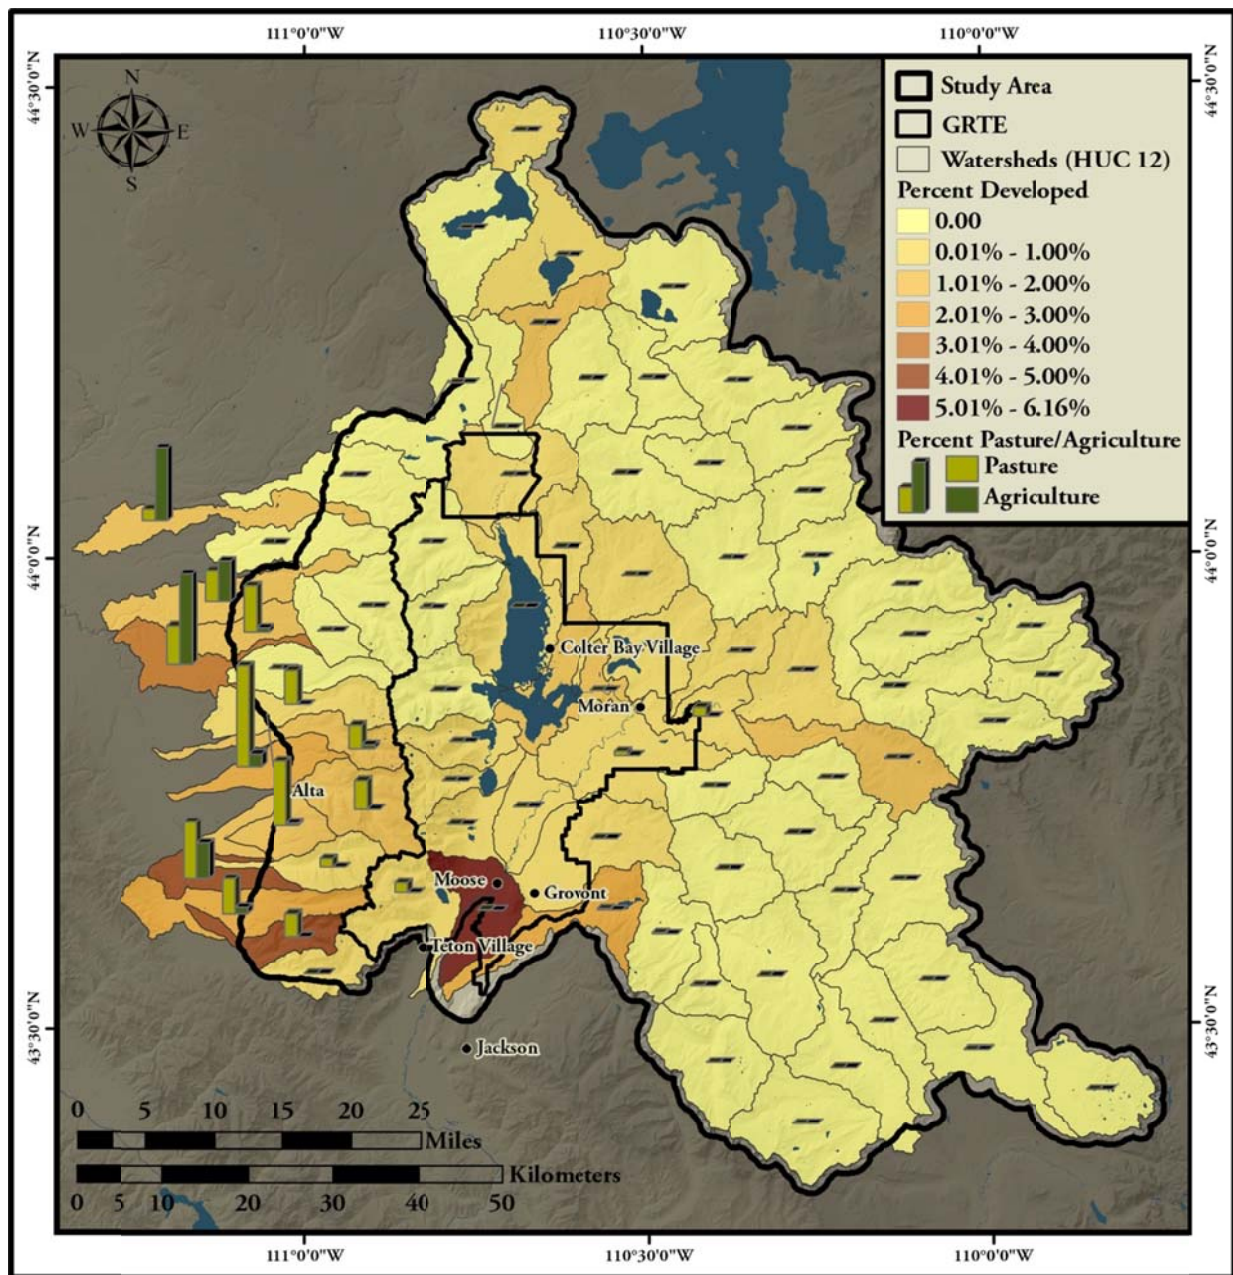 111°0'0"W
110°30'0"W
110°0'0"W
44°30'0"N
44°30'0"N
N
W
E
S
Study Area
GRTE
Watersheds (HUC 12)
Percent Developed
0.00
0.01% - 1.00%
1.01% - 2.00%
2.01% - 3.00%
3.01% - 4.00%
4.01% - 5.00%
5.01% - 6.16%
Percent Pasture/Agriculture
Pasture
Agriculture
44°0'0"N
44°0'0"N
Colter Bay Village
Moran
Alta
Moose
Grovont
Teton Village
43°30'0"N
43°30'0"N
Jackson
0 5 10 15 20 25
Miles
Kilometers
0 5 10 20 30 40 50
111°0'0"W
110°30'0"W
110°0'0"W